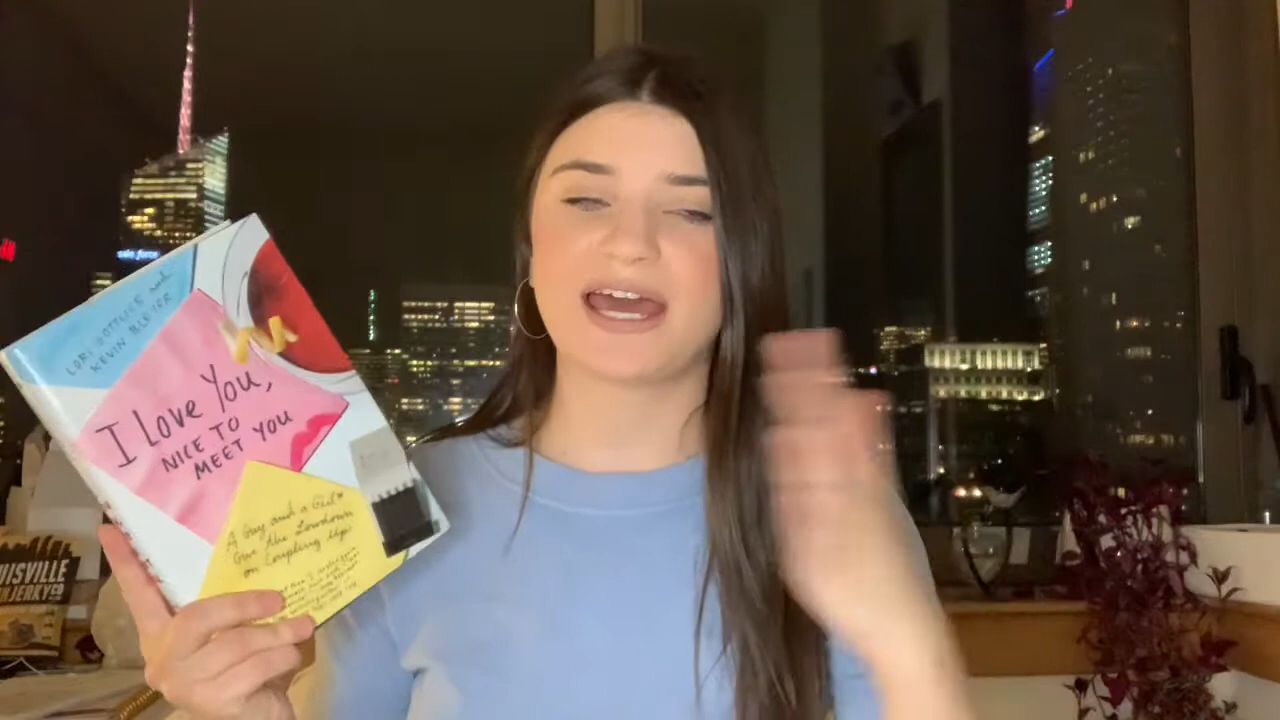 salesforce
LORI GOTTLIEB and
KEVIN BLEYER
I Love You,
NICE TO
MEET YOU
A Guy and a Girl*
Give the Lowdown
on Coupling Up
UISVILLE
JERKY CO